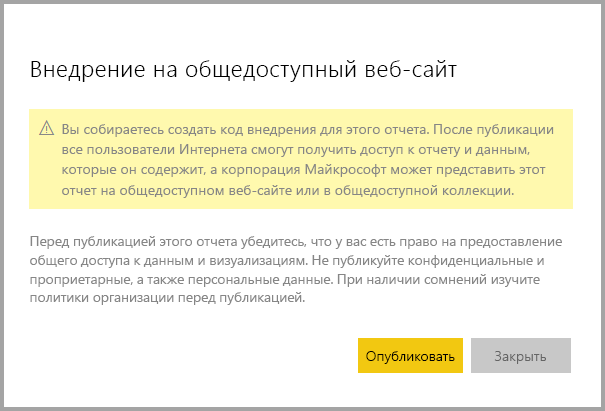 Внедрение на общедоступный веб-сайт
Вы собираетесь создать код внедрения для этого отчета. После публикации
все пользователи Интернета смогут получить доступ к отчету и данным,
которые он содержит, а корпорация Майкрософт может представить этот
отчет на общедоступном веб-сайте или в общедоступной коллекции.
Перед публикацией этого отчета убедитесь, что у вас есть право на предоставление
общего доступа к данным и визуализациям. Не публикуйте конфиденциальные и
проприетарные, а также персональные данные. При наличии сомнений изучите
политики организации перед публикацией.
Опубликовать
Закрыть